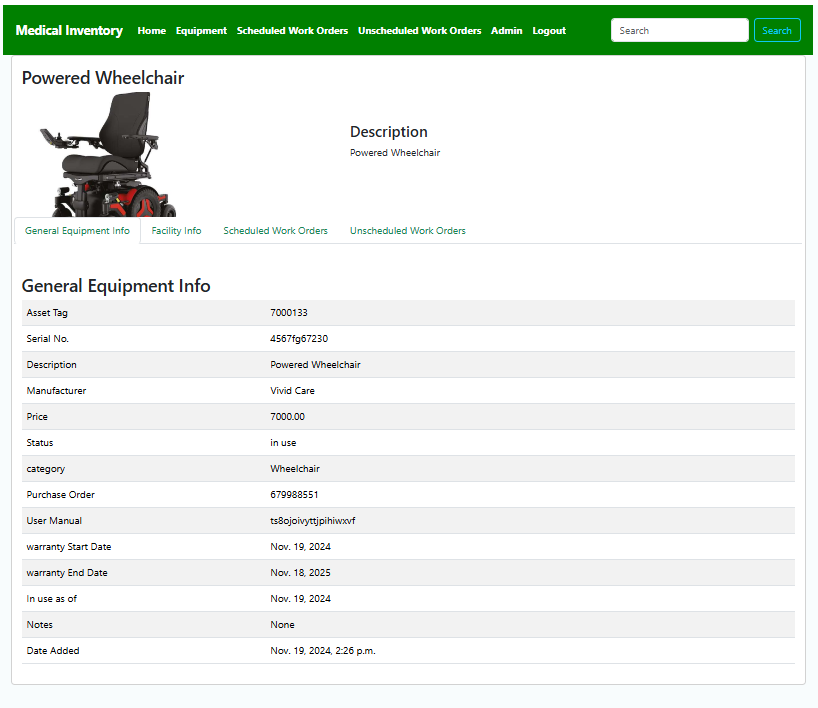 Medical Inventory Home Equipment Scheduled Work Orders Unscheduled Work Orders Admin Logout Search Search
Powered Wheelchair
Description
Powered Wheelchair
General Equipment Info Facility Info Scheduled Work Orders Unscheduled Work Orders
General Equipment Info
Asset Tag 7000133
Serial No. 4567fg67230
Description Powered Wheelchair
Manufacturer Vivid Care
Price 7000.00
Status in use
category Wheelchair
Purchase Order 679988551
User Manual ts8ojoivyttjpihiwxvf
warranty Start Date Nov. 19, 2024
warranty End Date Nov. 18, 2025
In use as of Nov. 19, 2024
Notes None
Date Added Nov. 19, 2024, 2:26 p.m.